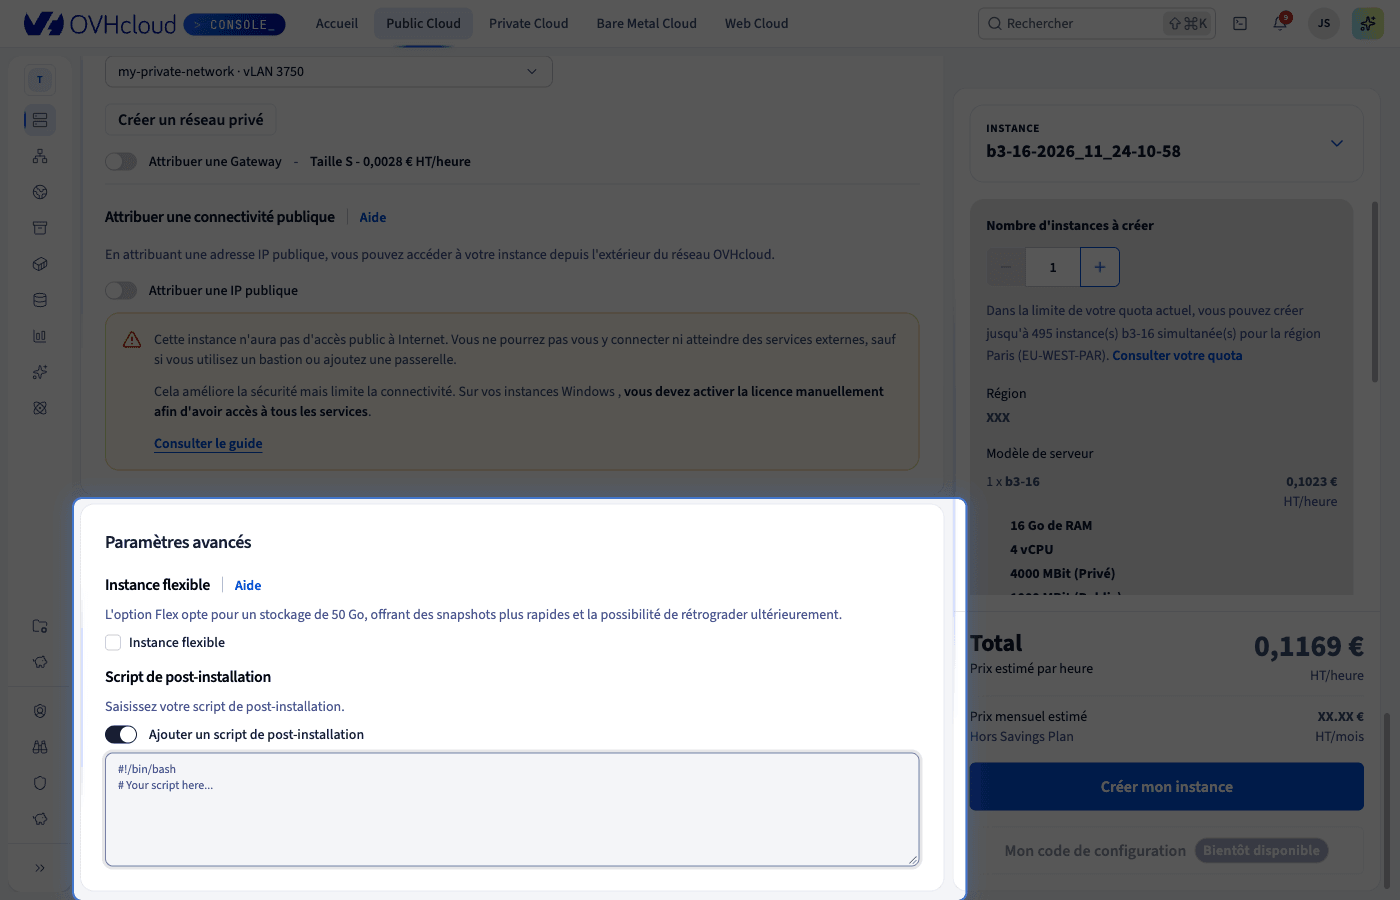 OVHcloud
> CONSOLE_
Accueil
Public Cloud
Private Cloud
Bare Metal Cloud
Web Cloud
Rechercher
⇧⌘K
9
JS
T
my-private-network · vLAN 3750
Créer un réseau privé
Attribuer une Gateway - Taille S - 0,0028 € HT/heure
Attribuer une connectivité publique
Aide
En attribuant une adresse IP publique, vous pouvez accéder à votre instance depuis l'extérieur du réseau OVHcloud.
Attribuer une IP publique
Cette instance n'aura pas d'accès public à Internet. Vous ne pourrez pas vous y connecter ni atteindre des services externes, sauf
si vous utilisez un bastion ou ajoutez une passerelle.
Cela améliore la sécurité mais limite la connectivité. Sur vos instances Windows , vous devez activer la licence manuellement
afin d'avoir accès à tous les services.
Consulter le guide
Paramètres avancés
Instance flexible
Aide
L'option Flex opte pour un stockage de 50 Go, offrant des snapshots plus rapides et la possibilité de rétrograder ultérieurement.
Instance flexible
Script de post-installation
Saisissez votre script de post-installation.
Ajouter un script de post-installation
#!/bin/bash
# Your script here...
INSTANCE
b3-16-2026_11_24-10-58
Nombre d'instances à créer
1
Dans la limite de votre quota actuel, vous pouvez créer
jusqu'à 495 instance(s) b3-16 simultanée(s) pour la région
Paris (EU-WEST-PAR). Consulter votre quota
Région
XXX
Modèle de serveur
1 x b3-16
0,1023 €
HT/heure
16 Go de RAM
4 vCPU
4000 MBit (Privé)
1000 MBit (Public)
Total
0,1169 €
Prix estimé par heure
HT/heure
Prix mensuel estimé
XX.XX €
Hors Savings Plan
HT/mois
Créer mon instance
Mon code de configuration
Bientôt disponible